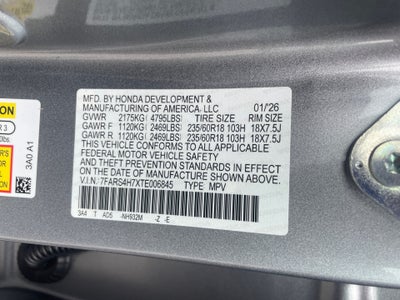 MFD. BY HONDA DEVELOPMENT &
MANUFACTURING OF AMERICA, LLC 01/26
GVWR 2175KG(4795LBS) TIRE SIZE RIM SIZE
GAWR F 1120KG(2469LBS) 235/60R18 103H 18X7.5J
GAWR R 1120KG(2469LBS) 235/60R18 103H 18X7.5J
THIS VEHICLE CONFORMS TO ALL APPLICABLE
FEDERAL MOTOR VEHICLE SAFETY
AND THEFT PREVENTION STANDARDS IN EFFECT
ON THE DATE OF MANUFACTURE SHOWN
ABOVE.
V.I.N: 7FARS4H7XTE006845 TYPE: MPV
3A4 T AD5 -NH932M -Z -E
3A0 A1